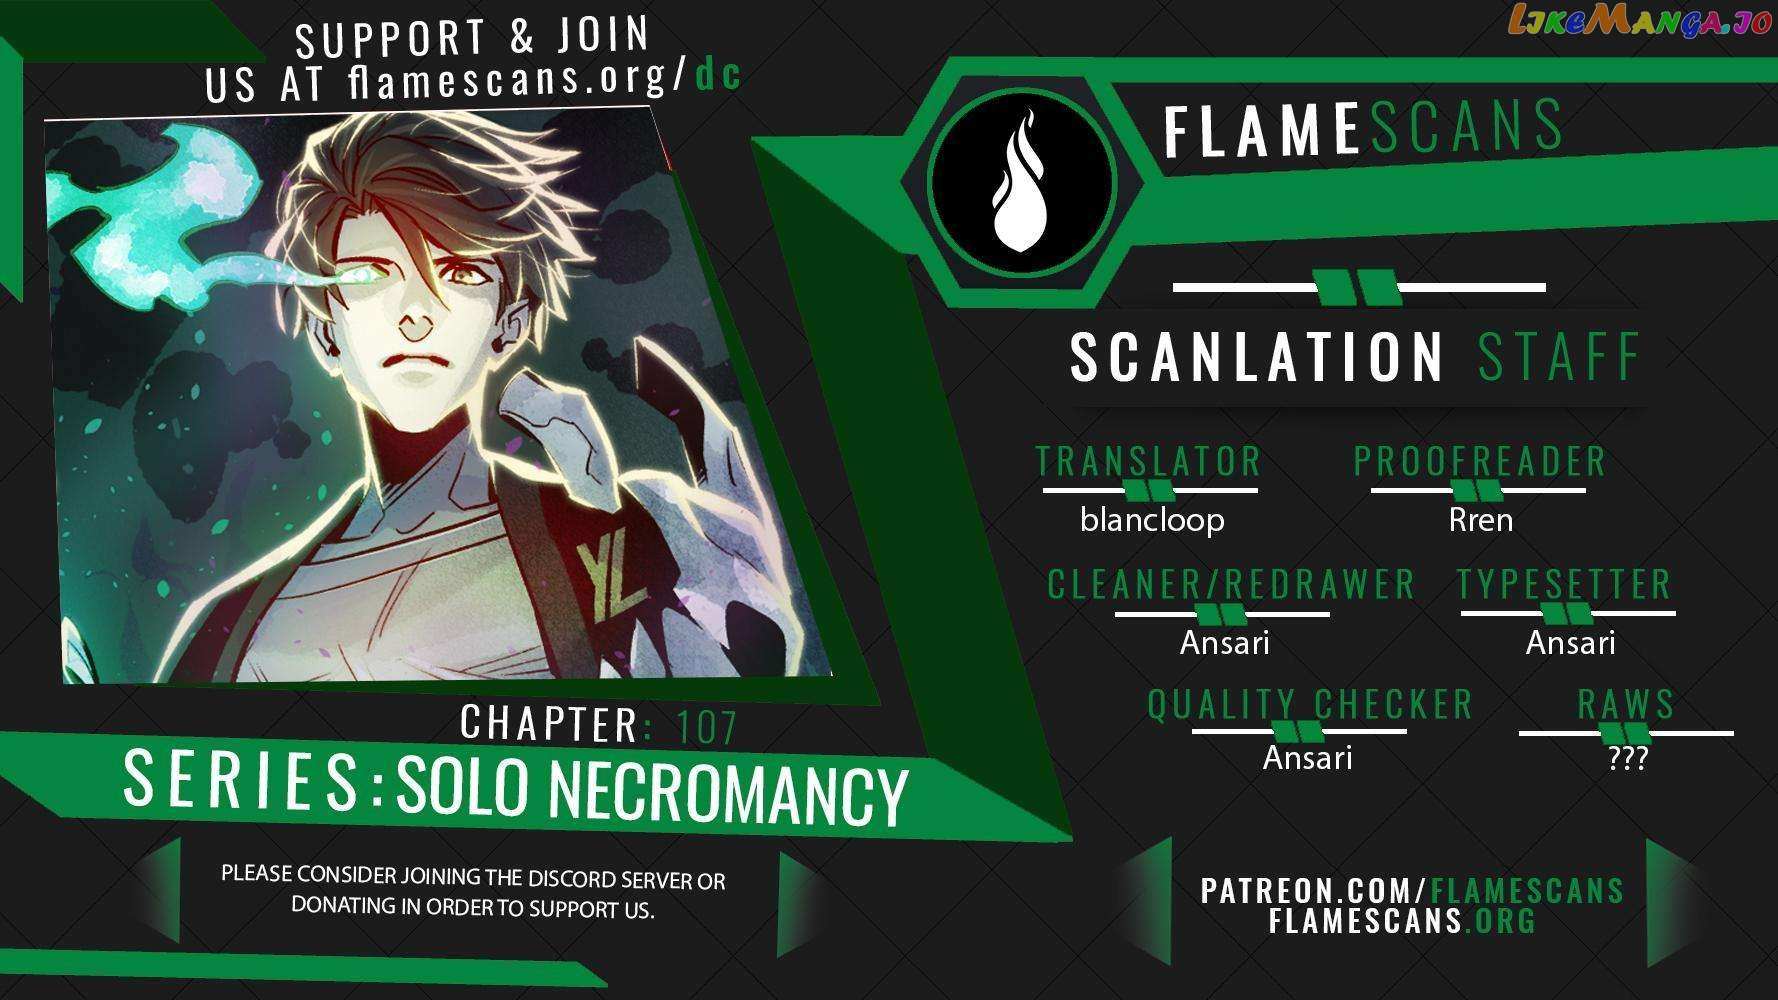 LIKEMANGA.IO
SUPPORT & JOIN
US AT flamescans.org/dc
YL
CHAPTER: 107
SERIES: SOLO NECROMANCY
PLEASE CONSIDER JOINING THE DISCORD SERVER OR
DONATING IN ORDER TO SUPPORT US.
FLAMESCANS
SCANLATION STAFF
TRANSLATOR
blancloop
PROOFREADER
Rren
CLEANER/REDRAWER
Ansari
TYPESETTER
Ansari
QUALITY CHECKER
Ansari
RAWS
???
PATREON.COM/FLAMESCANS
FLAMESCANS.ORG